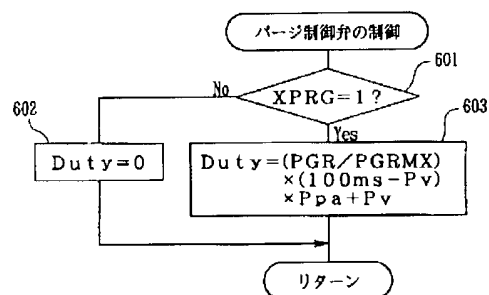 パージ制御弁の制御
601
XPRG=1?
No
Yes
602
603
Duty=0
Duty=(PGR/PGRMX)
×(100ms-Pv)
×Ppa+Pv
リターン